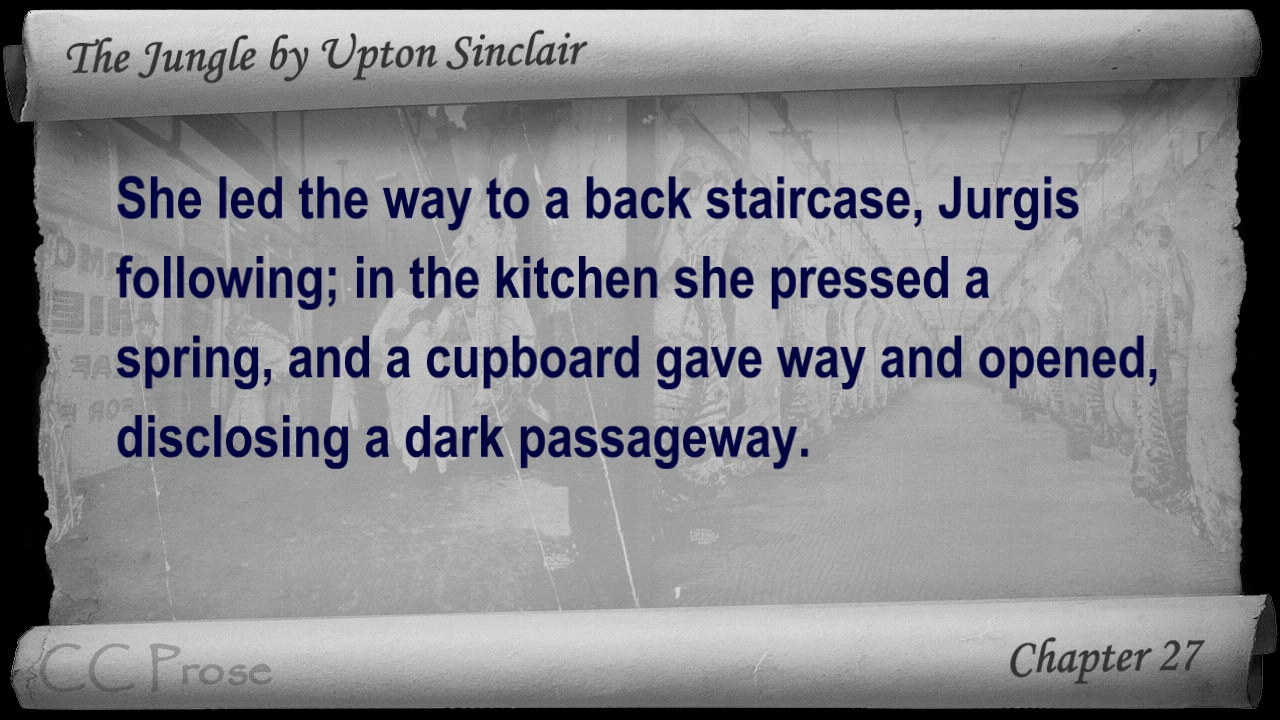 The Jungle by Upton Sinclair
She led the way to a back staircase, Jurgis
following; in the kitchen she pressed a
spring, and a cupboard gave way and opened,
disclosing a dark passageway.
CC Prose
Chapter 27